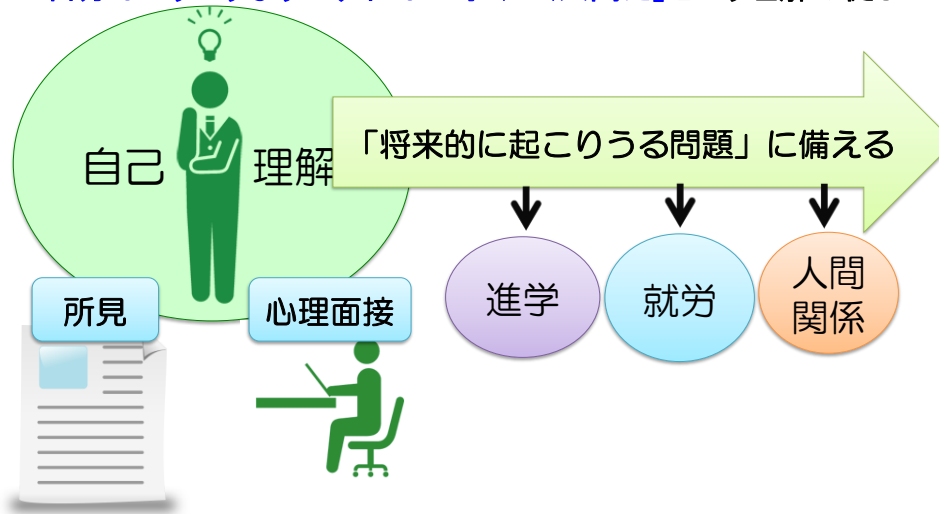 自己
理解
「将来的に起こりうる問題」に備える
進学
就労
人間
関係
所見
心理面接